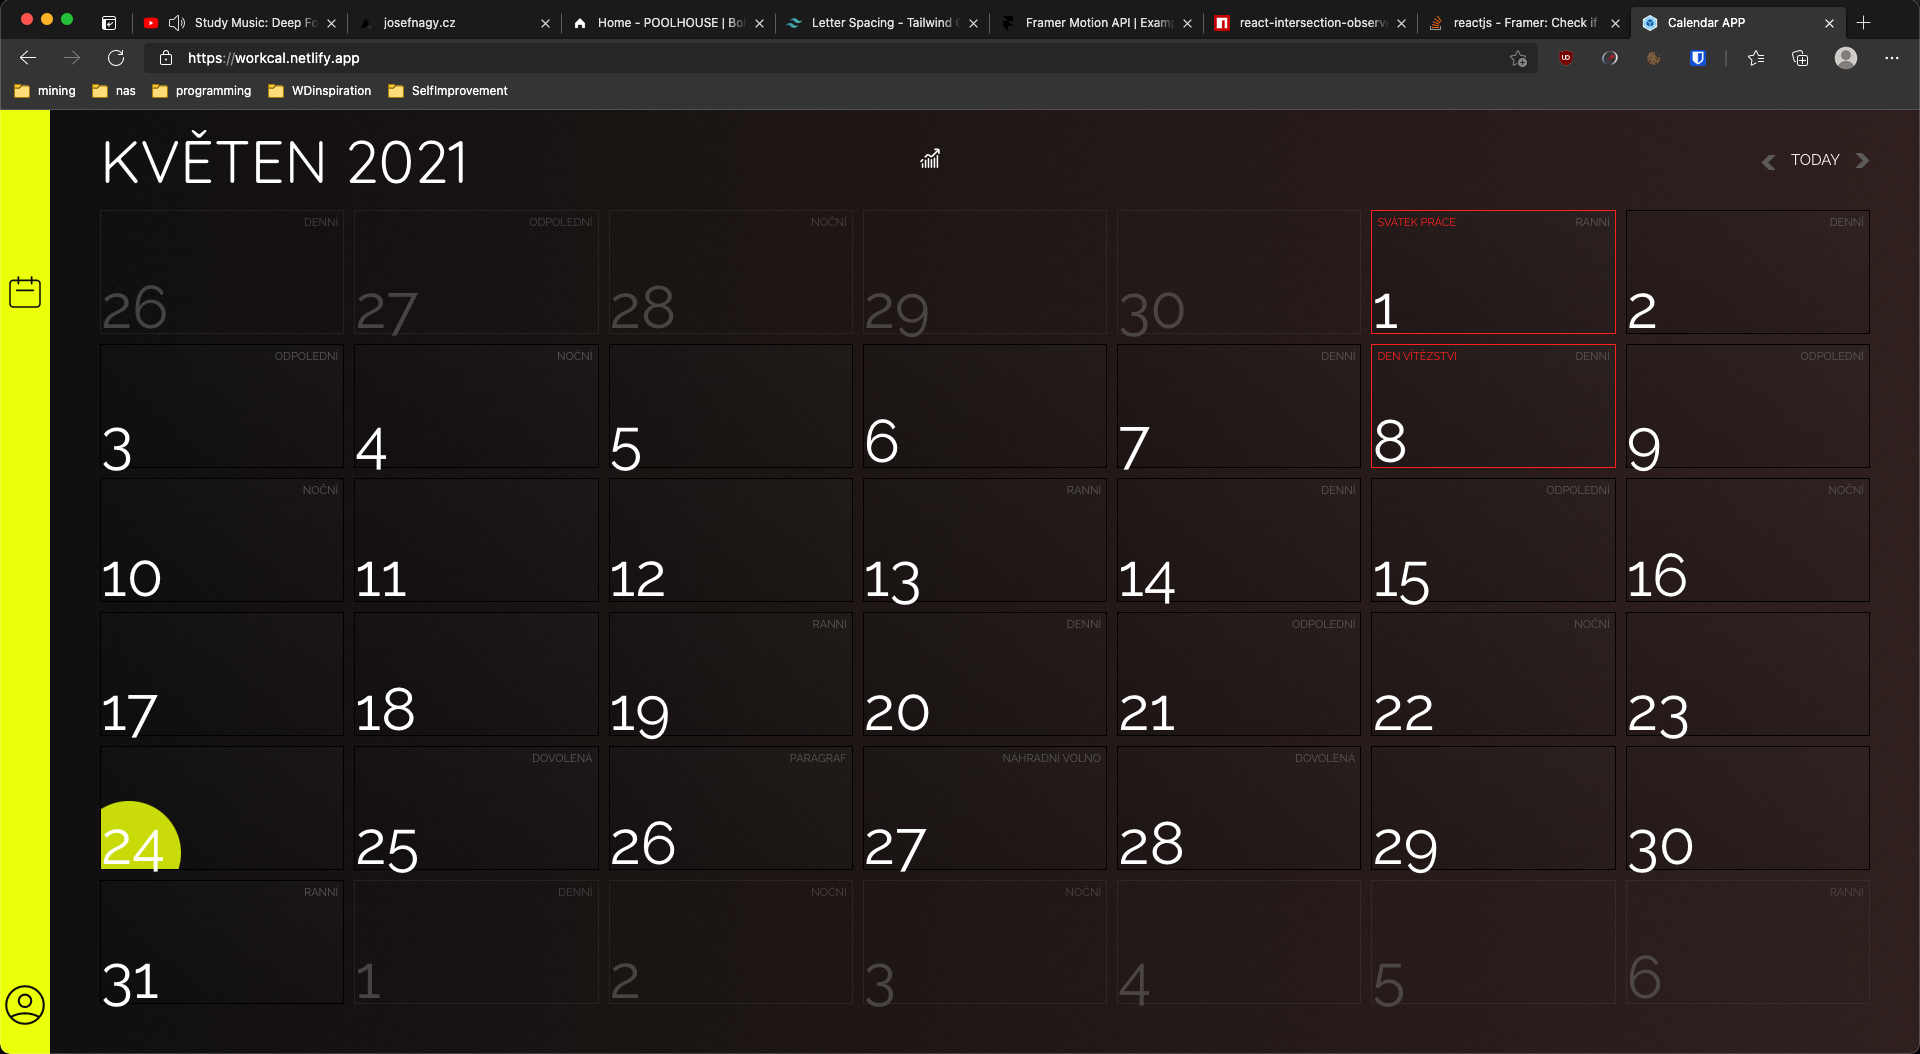 Study Music: Deep Fo
josefnagy.cz
Home - POOLHOUSE | Bo
Letter Spacing - Tailwind
Framer Motion API | Exam
react-intersection-observ
reactjs - Framer: Check if
Calendar APP
https://workcal.netlify.app
mining
nas
programming
WDinspiration
SelfImprovement
KVĚTEN 2021
TODAY
DENNÍ
ODPOLEDNÍ
NOČNÍ
SVÁTEK PRÁCE
RANNÍ
DENNÍ
26
27
28
29
30
1
2
ODPOLEDNÍ
NOČNÍ
DENNÍ
DEN VÍTĚZSTVÍ
DENNÍ
ODPOLEDNÍ
3
4
5
6
7
8
9
NOČNÍ
RANNÍ
DENNÍ
ODPOLEDNÍ
NOČNÍ
10
11
12
13
14
15
16
RANNÍ
DENNÍ
ODPOLEDNÍ
NOČNÍ
17
18
19
20
21
22
23
DOVOLENÁ
PARAGRAF
NÁHRADNÍ VOLNO
DOVOLENÁ
24
25
26
27
28
29
30
RANNÍ
DENNÍ
NOČNÍ
NOČNÍ
RANNÍ
31
1
2
3
4
5
6